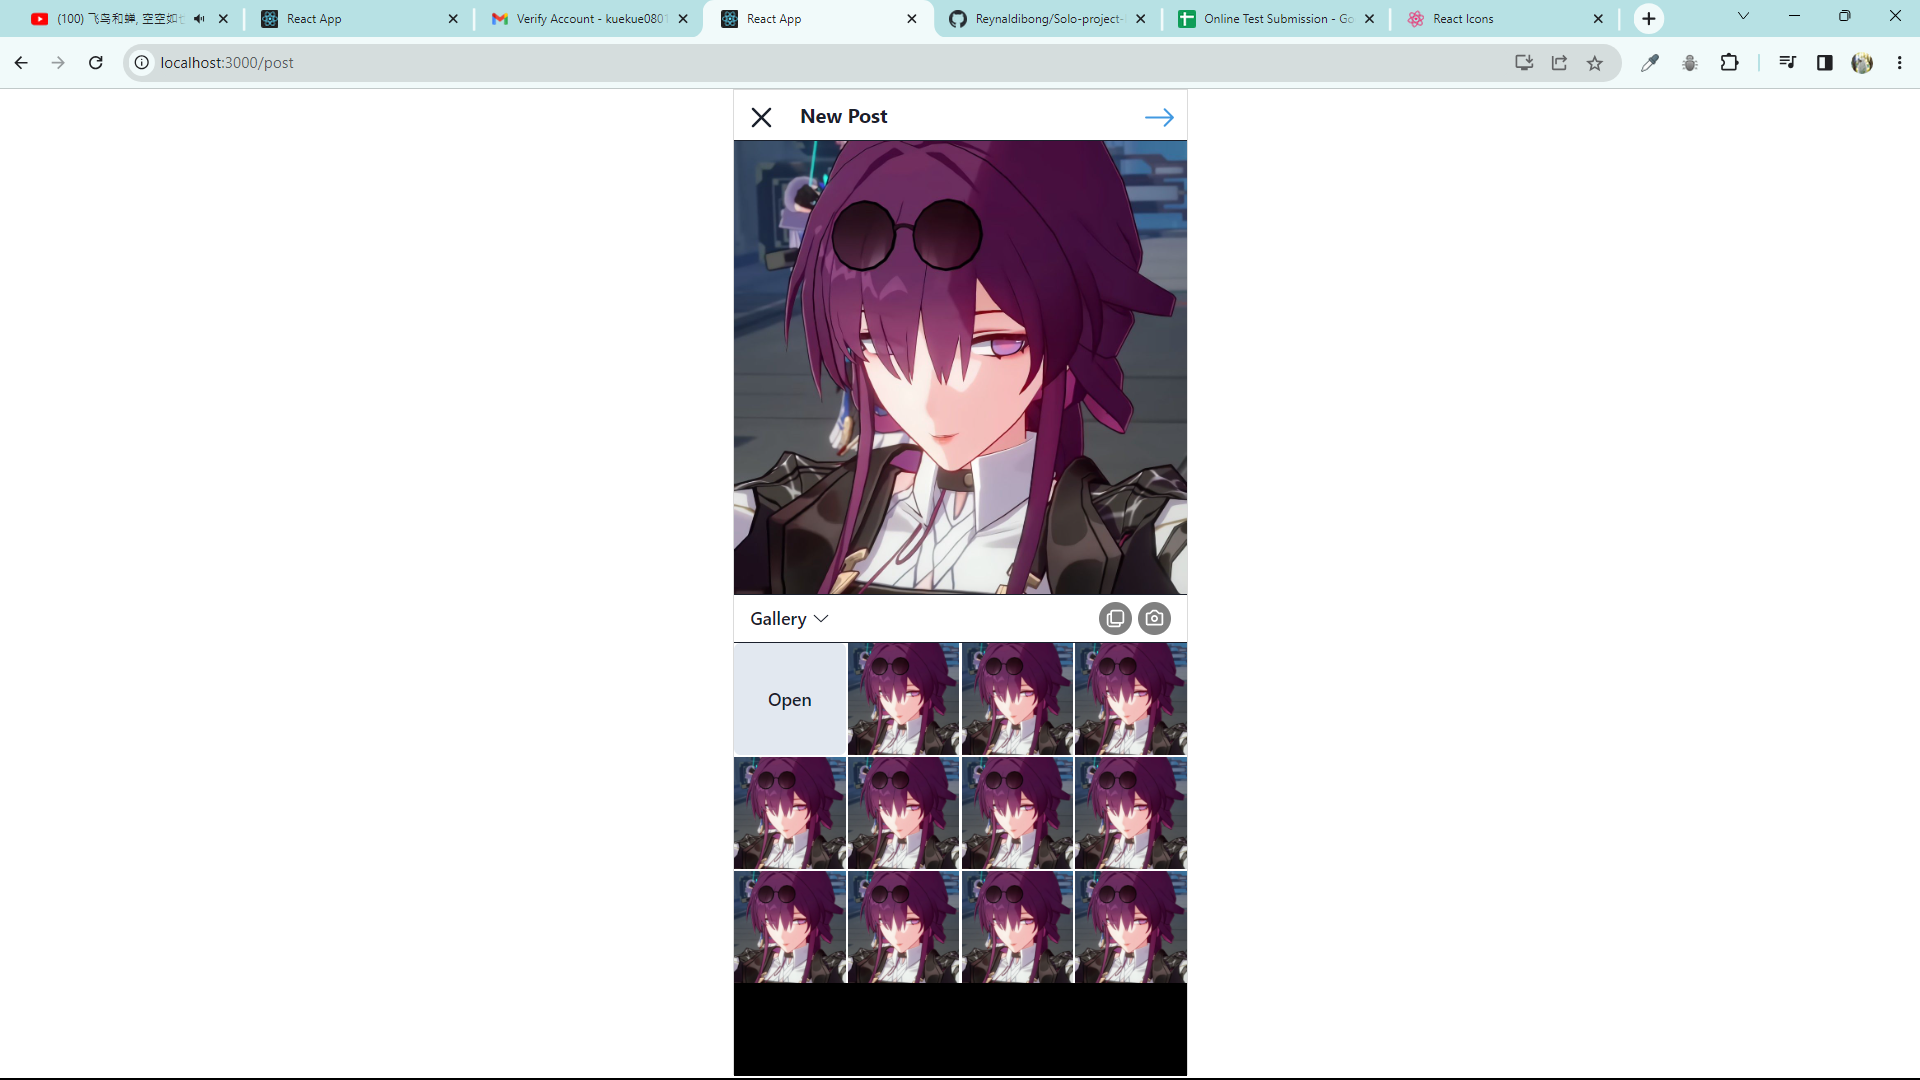 (100) 飞鸟和蝉, 空空如
React App
Verify Account - kuekue080
React App
Reynaldibong/Solo-project-
Online Test Submission - Go
React Icons
localhost:3000/post
New Post
Gallery
Open